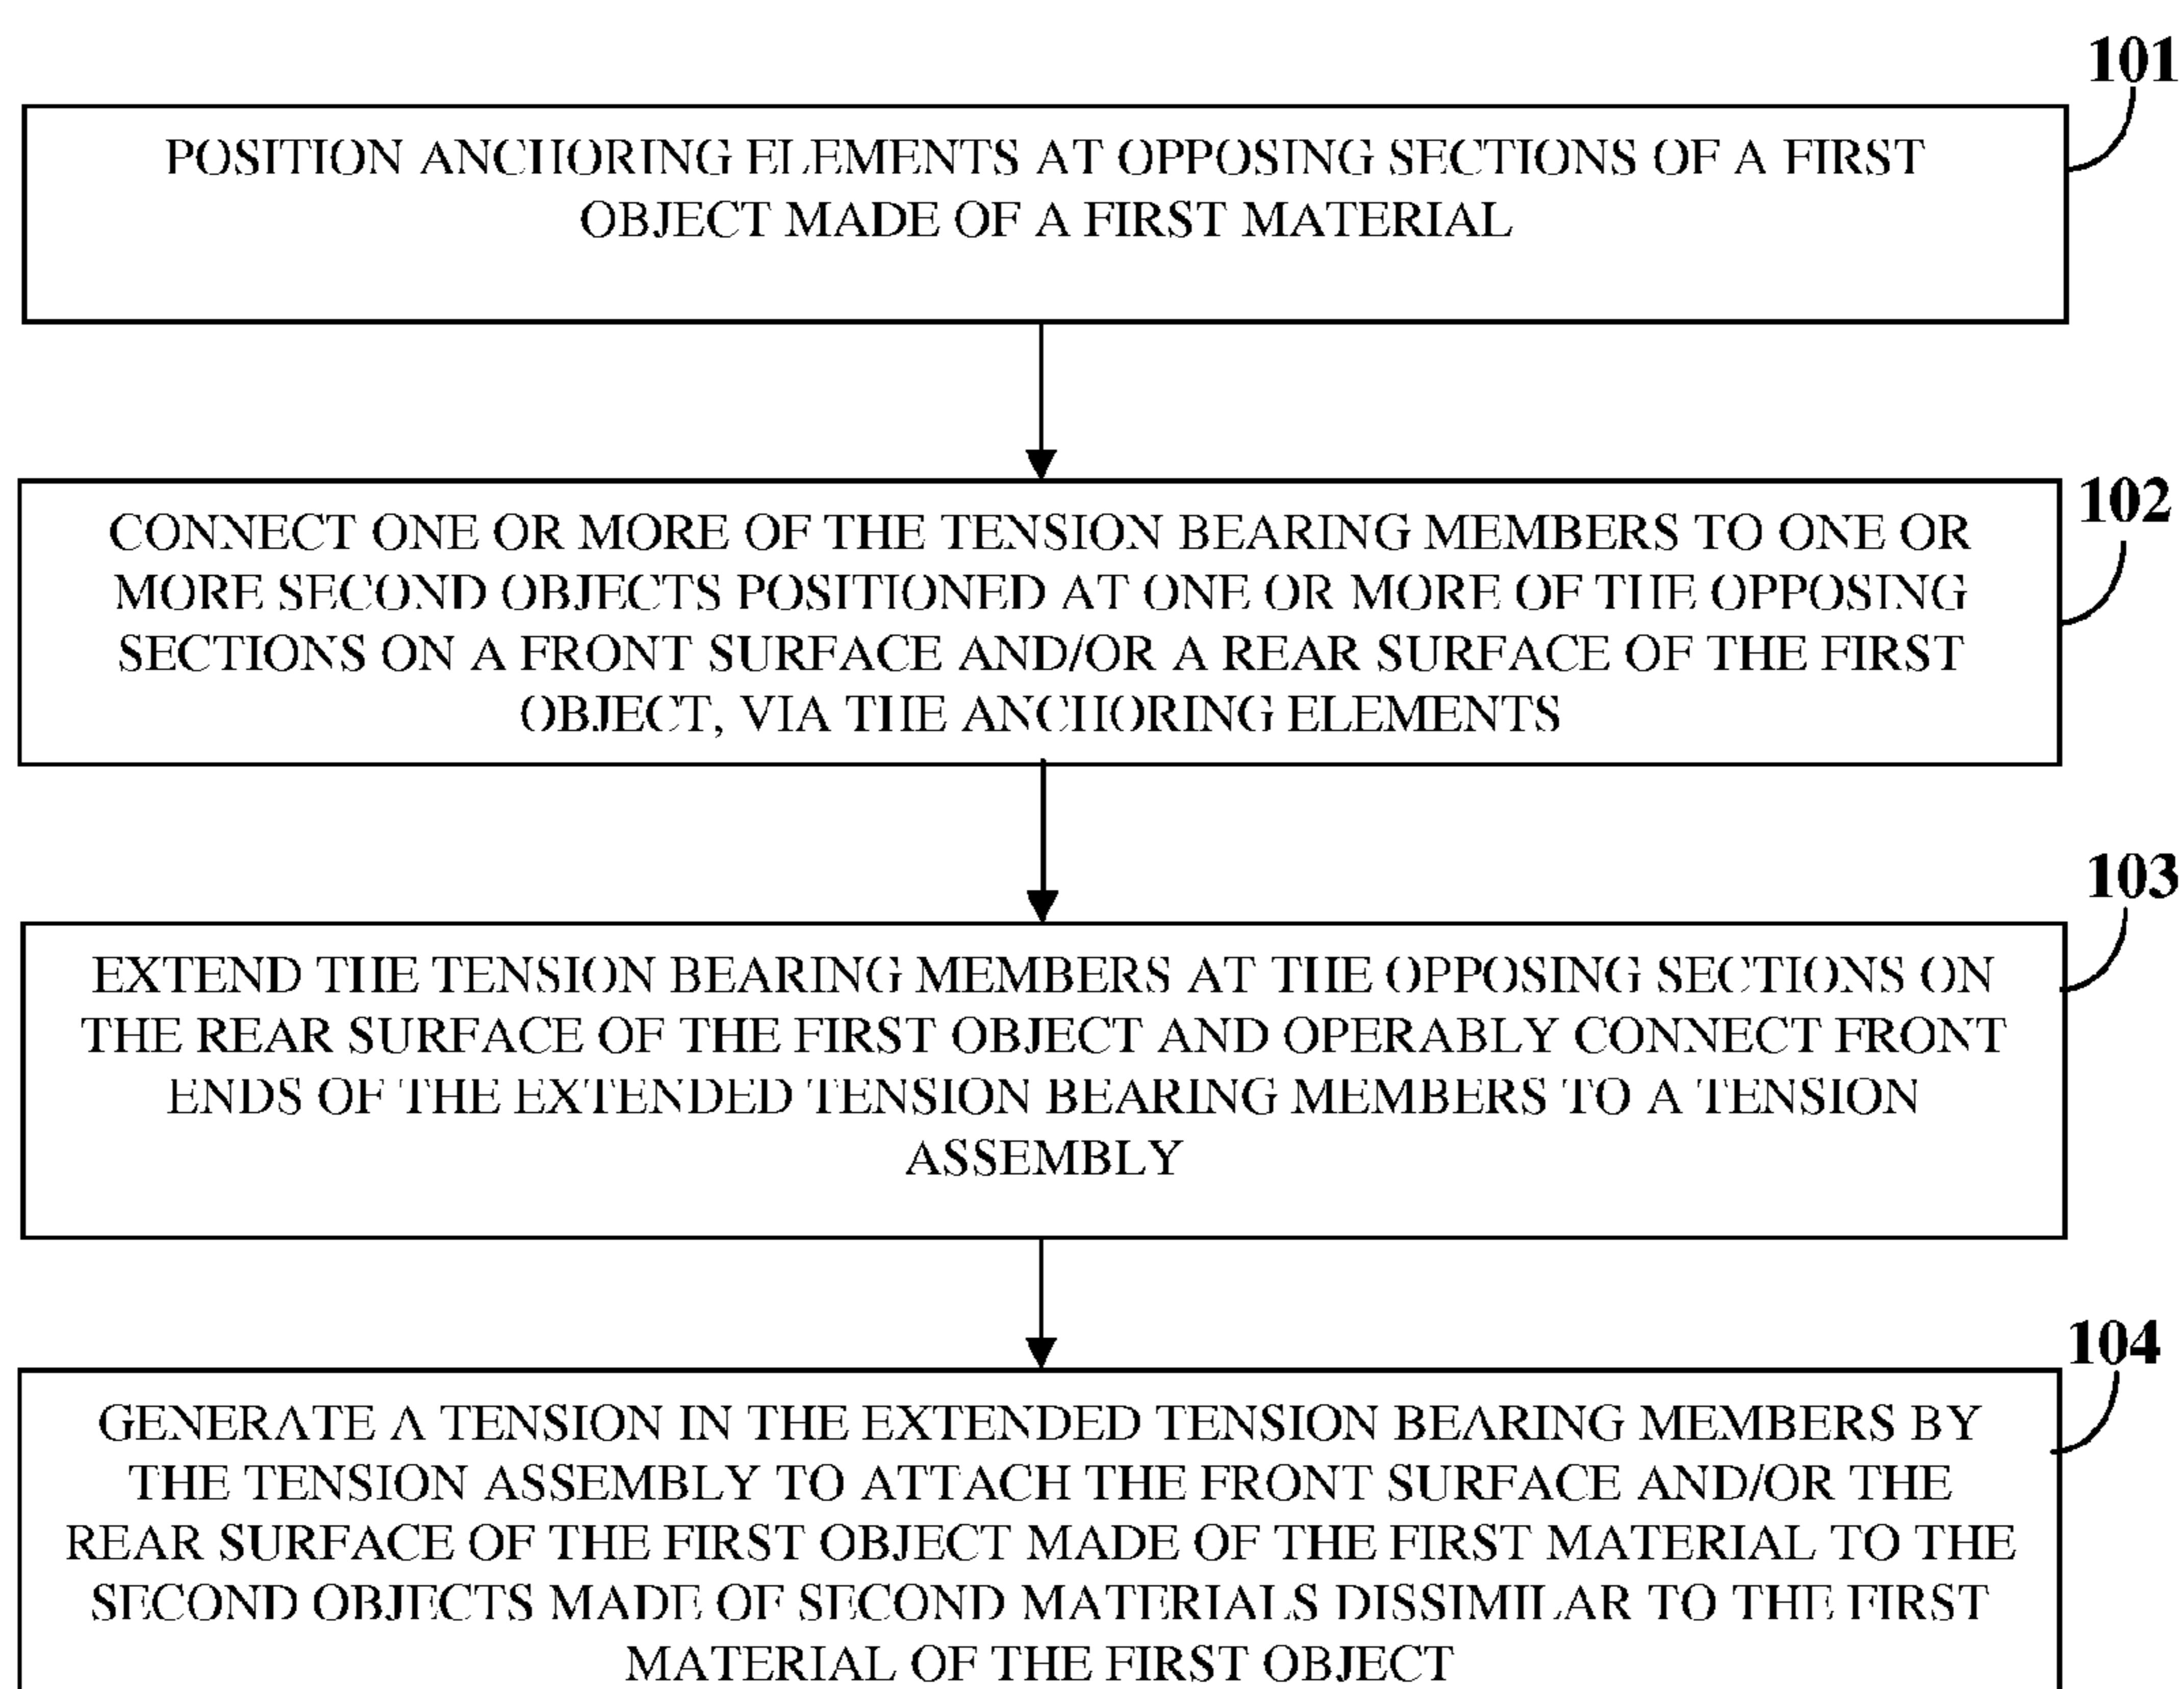 101
POSITION ANCHORING ELEMENTS AT OPPOSING SECTIONS OF A FIRST
OBJECT MADE OF A FIRST MATERIAL
102
CONNECT ONE OR MORE OF THE TENSION BEARING MEMBERS TO ONE OR
MORE SECOND OBJECTS POSITIONED AT ONE OR MORE OF THE OPPOSING
SECTIONS ON A FRONT SURFACE AND/OR A REAR SURFACE OF THE FIRST
OBJECT, VIA THE ANCHORING ELEMENTS
103
EXTEND THE TENSION BEARING MEMBERS AT THE OPPOSING SECTIONS ON
THE REAR SURFACE OF THE FIRST OBJECT AND OPERABLY CONNECT FRONT
ENDS OF THE EXTENDED TENSION BEARING MEMBERS TO A TENSION
ASSEMBLY
104
GENERATE A TENSION IN THE EXTENDED TENSION BEARING MEMBERS BY
THE TENSION ASSEMBLY TO ATTACH THE FRONT SURFACE AND/OR THE
REAR SURFACE OF THE FIRST OBJECT MADE OF THE FIRST MATERIAL TO THE
SECOND OBJECTS MADE OF SECOND MATERIALS DISSIMILAR TO THE FIRST
MATERIAL OF THE FIRST OBJECT